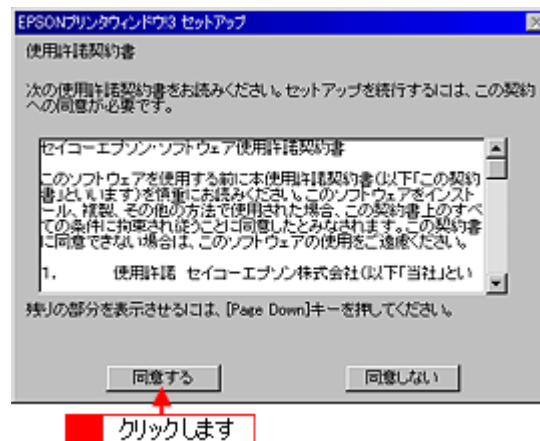 EPSONプリンタウィンドウ!3 セットアップ
使用許諾契約書
次の使用許諾契約書をお読みください。セットアップを続行するには、この契約
への同意が必要です。
セイコーエプソン・ソフトウェア使用許諾契約書
このソフトウェアを使用する前に本使用許諾契約書(以下「この契約
書」といいます)を慎重にお読みください。このソフトウェアをインスト
ール、複製、その他の方法で使用された場合、この契約書上のすべ
ての条件に拘束され従うことに同意したとみなされます。この契約書
に同意できない場合は、このソフトウェアの使用をご遠慮ください。
1. 使用許諾 セイコーエプソン株式会社(以下「当社」とい
残りの部分を表示させるには、[Page Down]キーを押してください。
同意する 同意しない
クリックします